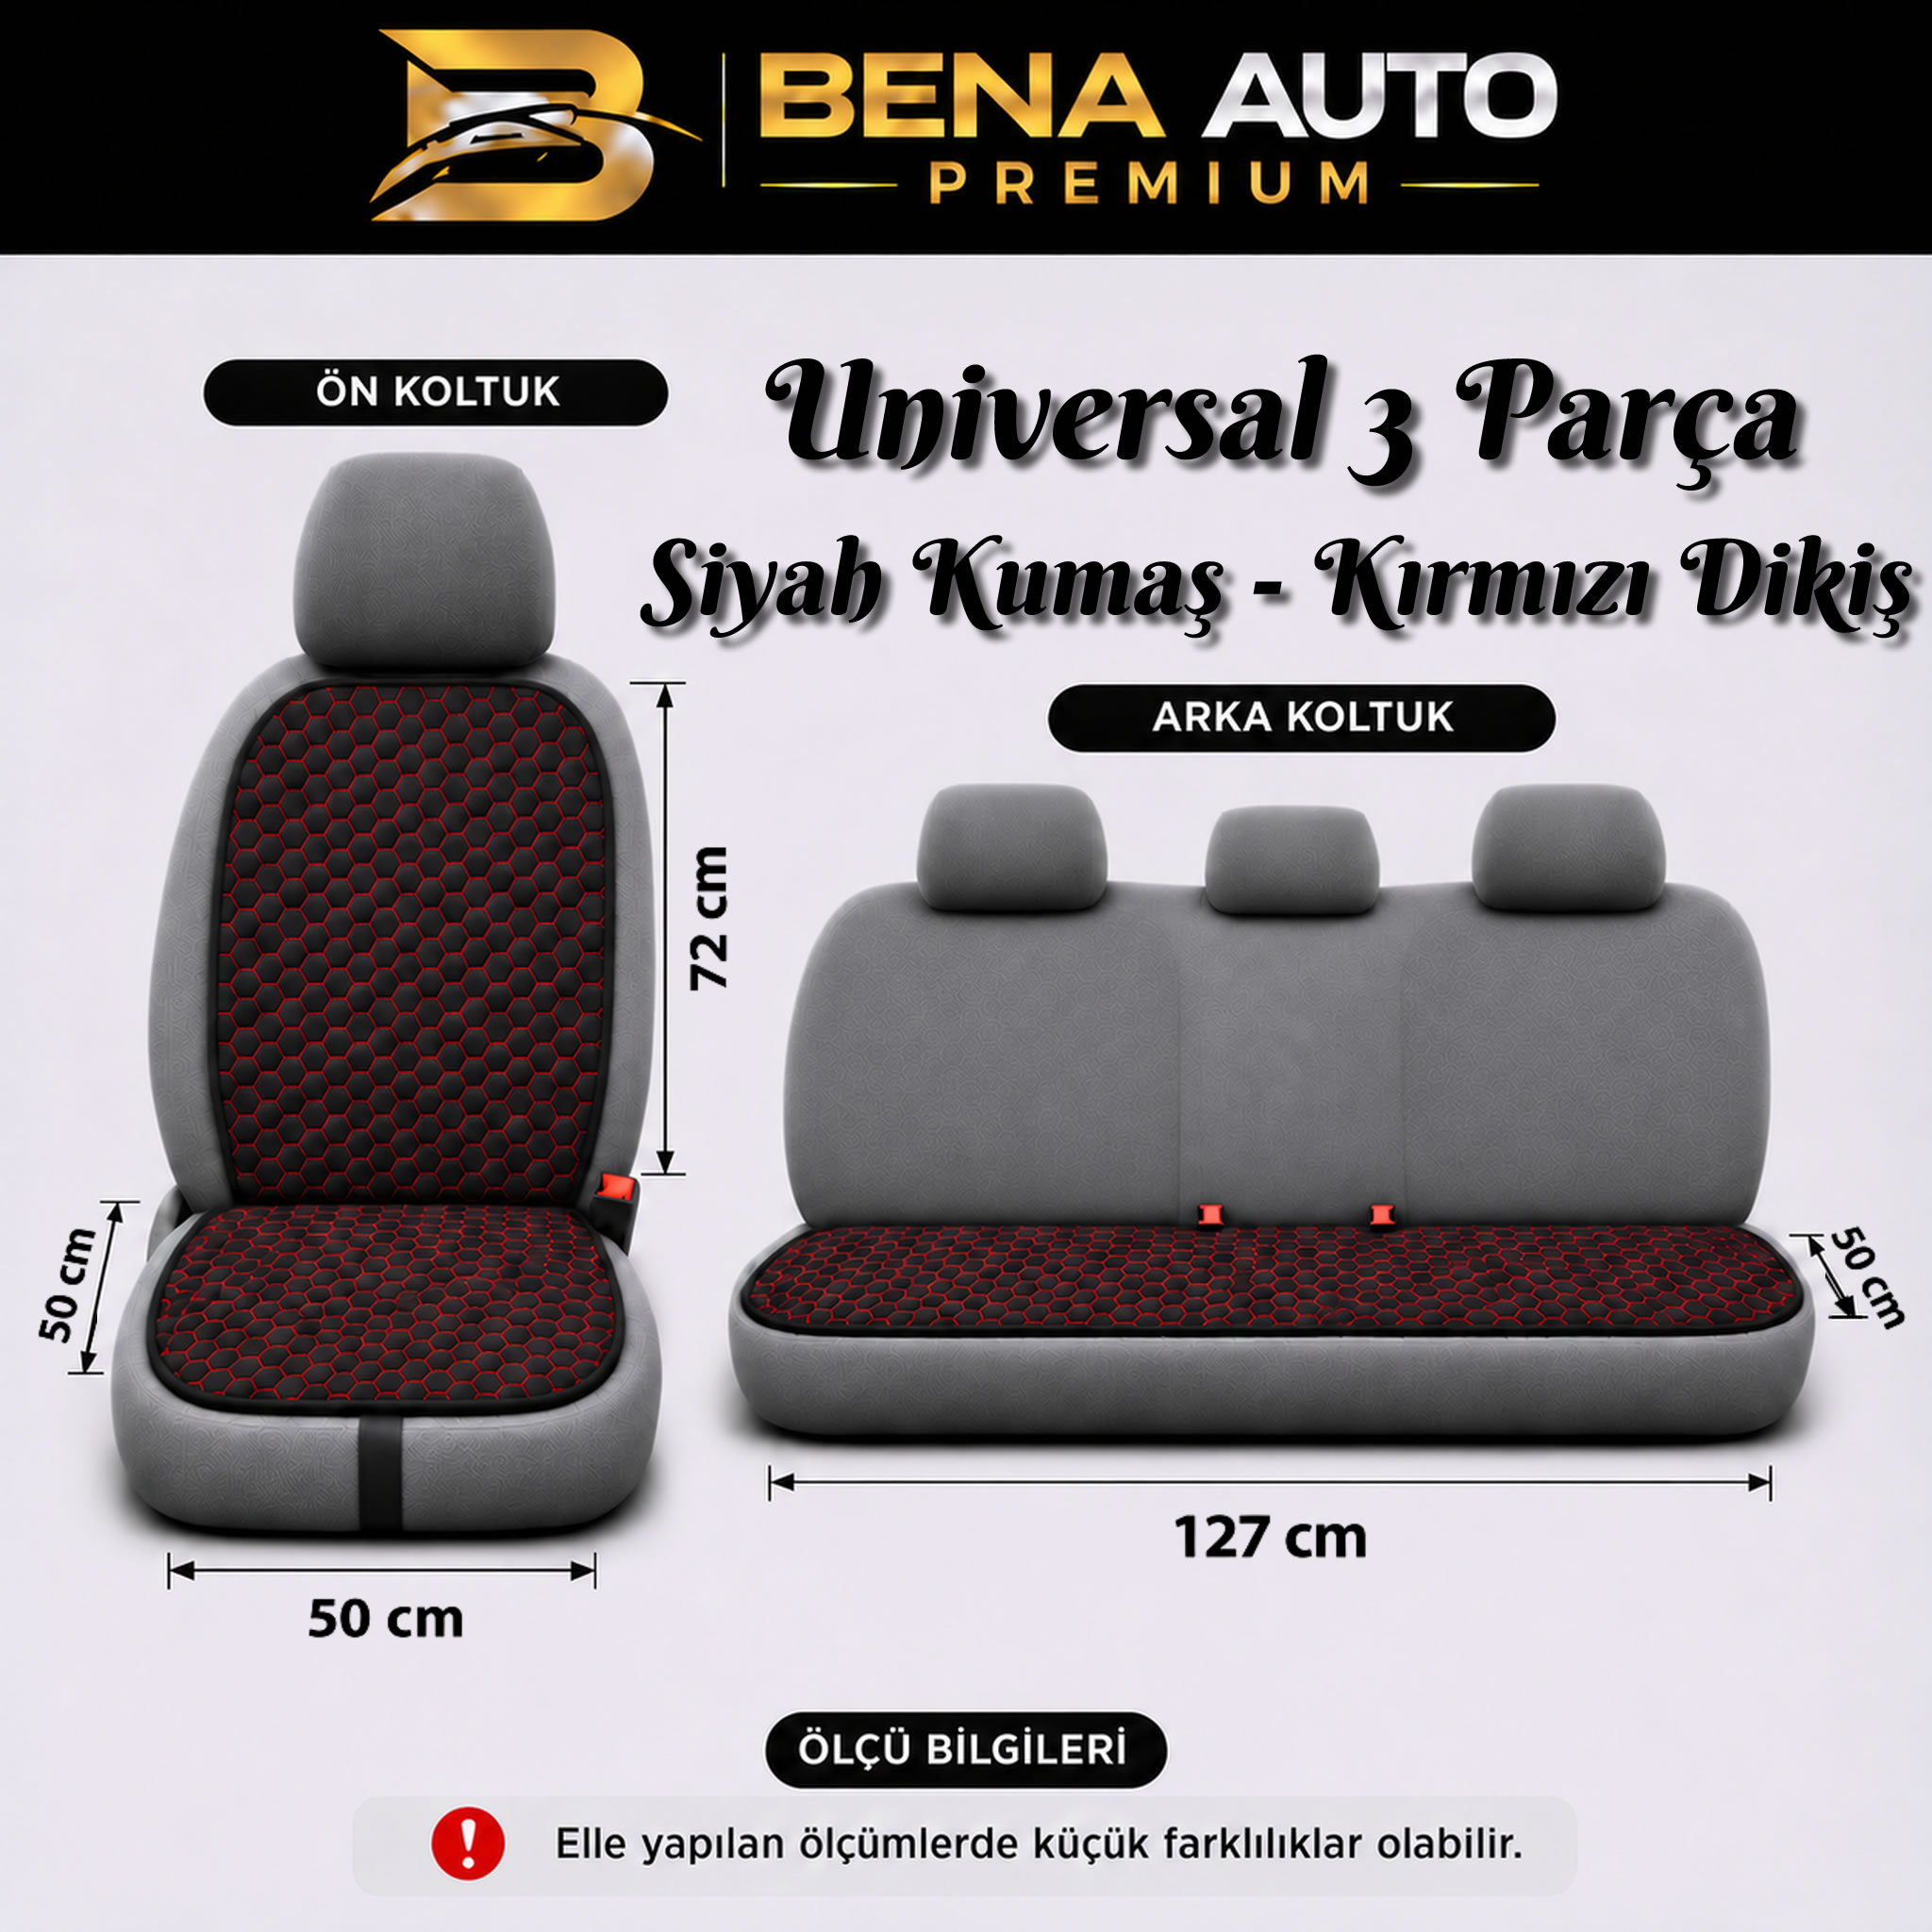 BENA AUTO
PREMIUM
ÖN KOLTUK
Universal 3 Parça
Siyah Kumaş - Kırmızı Dikiş
ARKA KOLTUK
72 cm
50 cm
50 cm
50 cm
127 cm
ÖLÇÜ BİLGİLERİ
Elle yapılan ölçümlerde küçük farklılıklar olabilir.